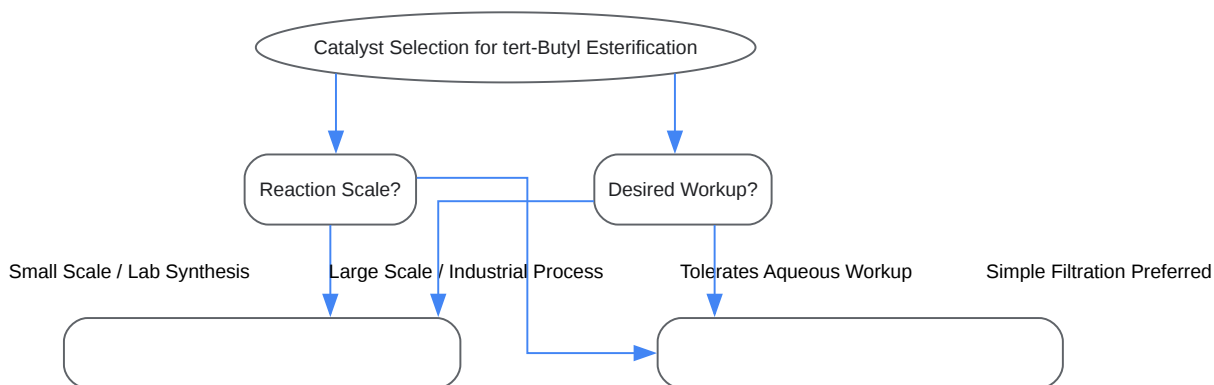 Catalyst Selection for tert-Butyl Esterification
Reaction Scale?
Desired Workup?
Small Scale / Lab Synthesis
Large Scale / Industrial Process
Tolerates Aqueous Workup
Simple Filtration Preferred